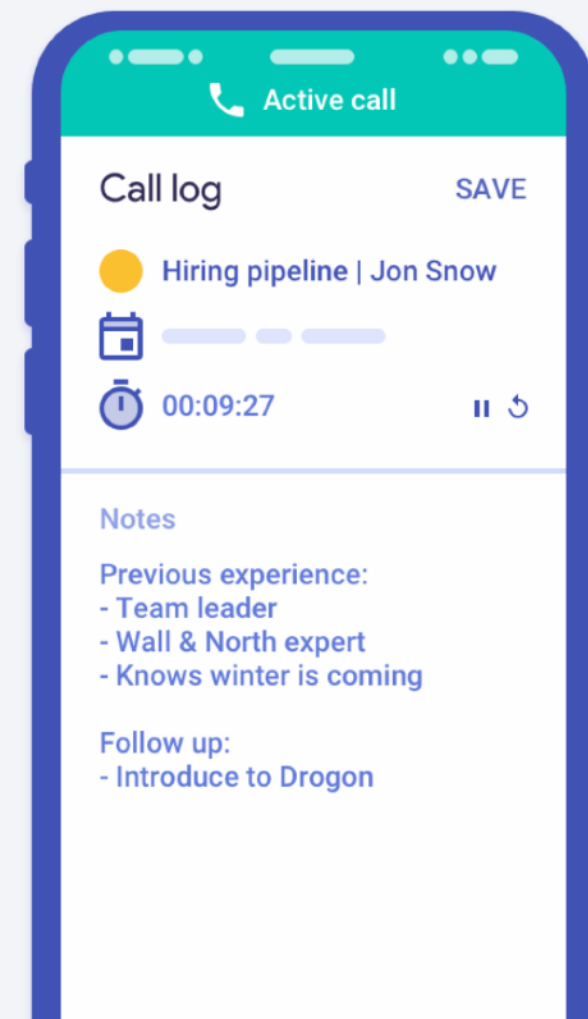 Active call
Call log
SAVE
Hiring pipeline | Jon Snow
00:09:27
Notes
Previous experience:
- Team leader
- Wall & North expert
- Knows winter is coming
Follow up:
- Introduce to Drogon